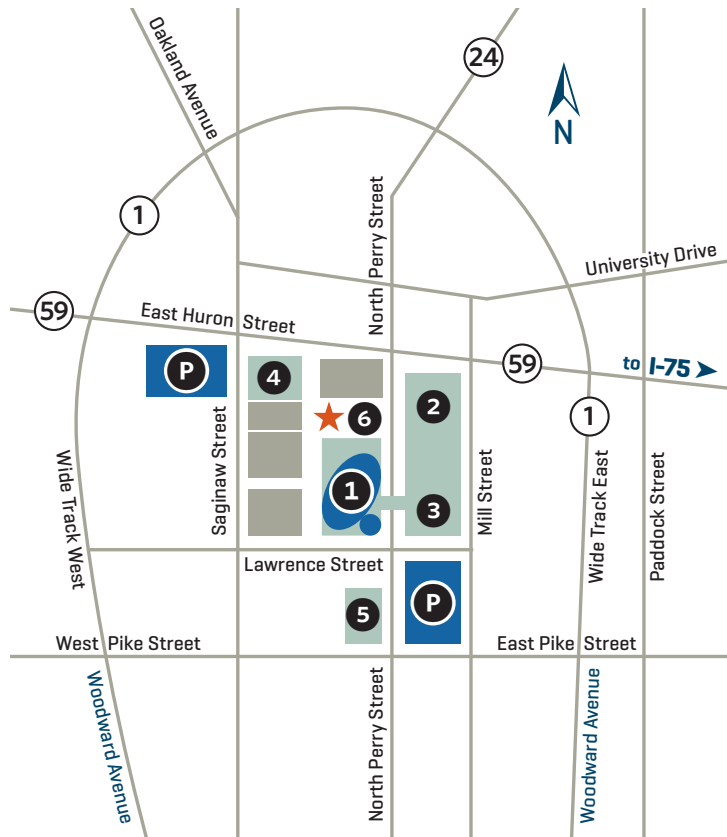 Oakland Avenue
24
N
1
North Perry Street
University Drive
59
East Huron Street
59
to I-75
P
4
2
6
1
Saginaw Street
1
3
Mill Street
Wide Track West
Wide Track East
Paddock Street
Lawrence Street
5
P
West Pike Street
East Pike Street
Woodward Avenue
North Perry Street
Woodward Avenue